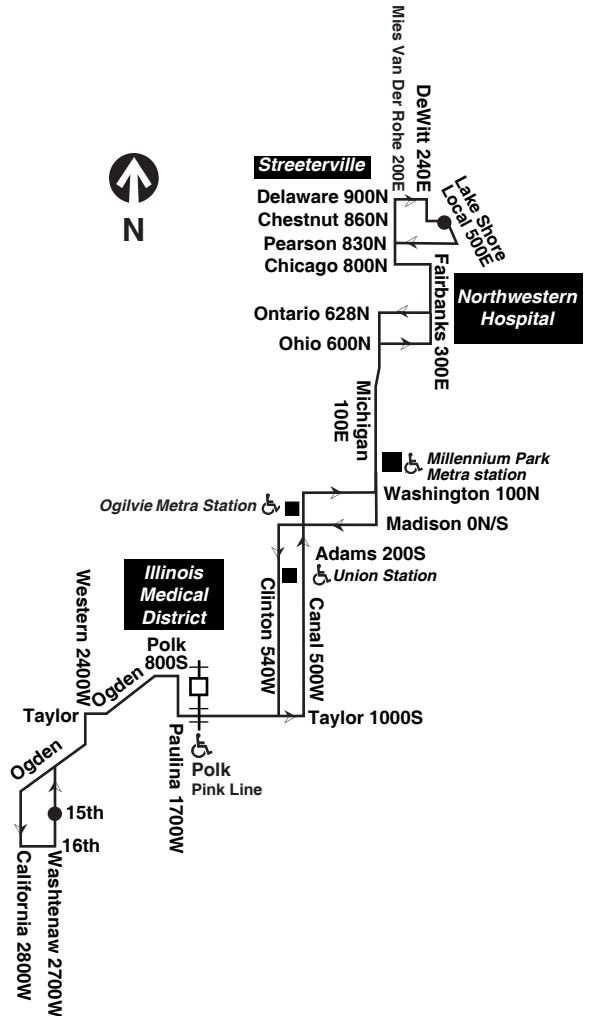 Mies Van Der Rohe 200E
DeWitt 240E
Streeterville
Delaware 900N
Lake Shore
Local 500E
Chestnut 860N
Pearson 830N
Chicago 800N
N
Fairbanks 300E
Northwestern
Hospital
Ontario 628N
Ohio 600N
Michigan
100E
Millennium Park
Metra station
Washington 100N
Ogilvie Metra Station
Madison 0N/S
Adams 200S
Union Station
Illinois
Medical
District
Clinton 540W
Canal 500W
Western 2400W
Polk
800S
Ogden
Taylor
Taylor 1000S
Paulina 1700W
Polk
Pink Line
Ogden
15th
16th
California 2800W
Washtenaw 2700W